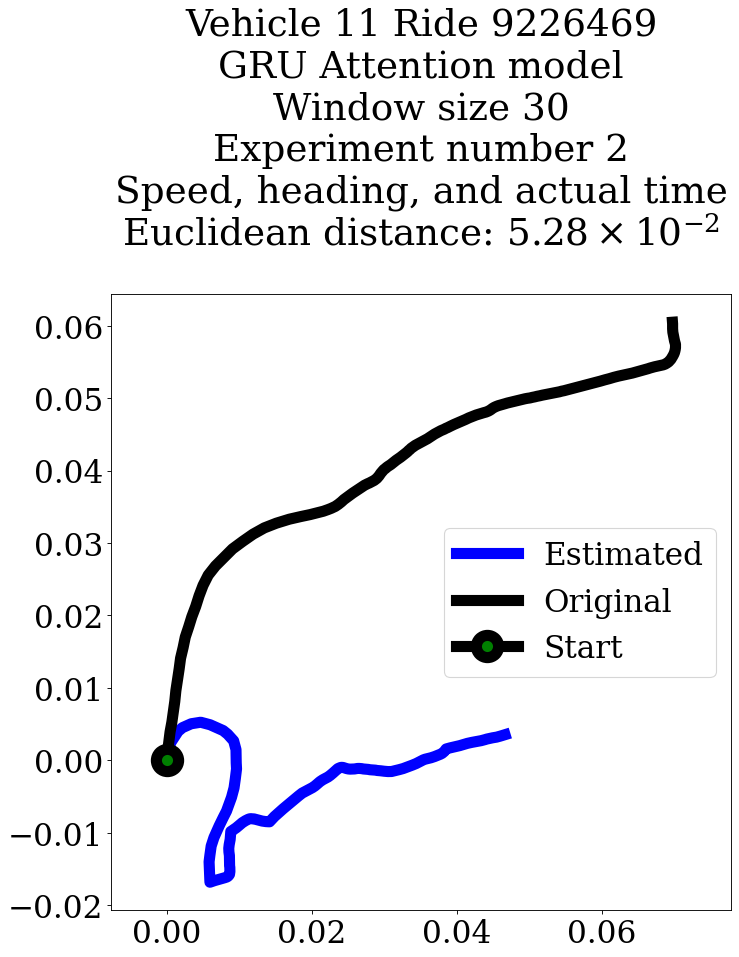 Vehicle 11 Ride 9226469
GRU Attention model
Window size 30
Experiment number 2
Speed, heading, and actual time
Euclidean distance: 5.28 × 10⁻²
0.06
0.05
0.04
0.03
0.02
0.01
0.00
−0.01
−0.02
Estimated
Original
Start
0.00 0.02 0.04 0.06